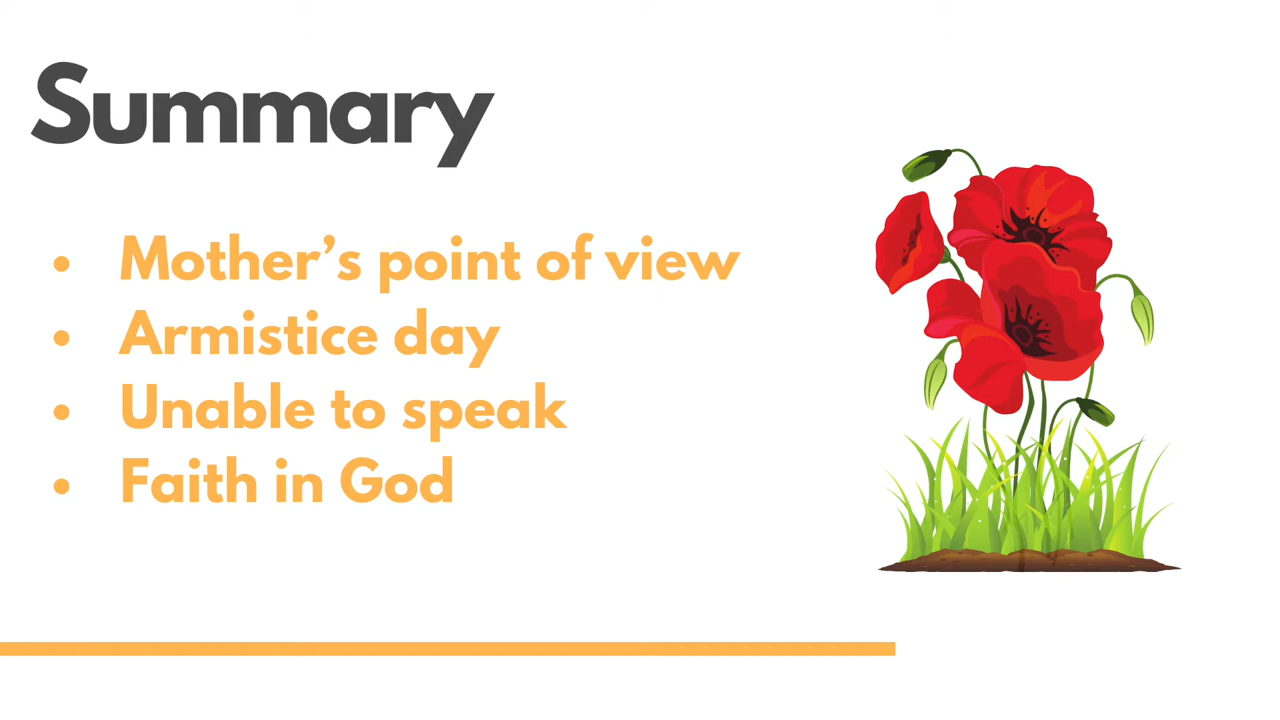 Summary
• Mother’s point of view
• Armistice day
• Unable to speak
• Faith in God